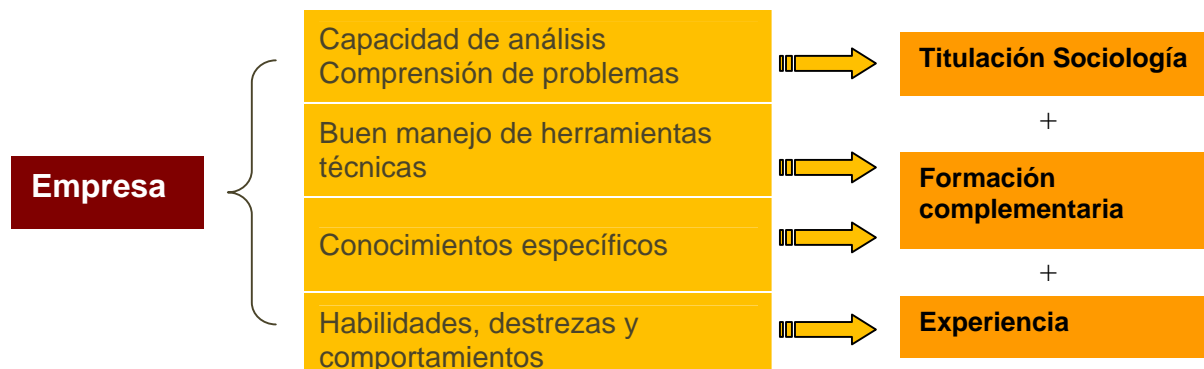 Empresa
Capacidad de análisis
Comprensión de problemas
Buen manejo de herramientas
técnicas
Conocimientos específicos
Habilidades, destrezas y
comportamientos
Titulación Sociología
+
Formación
complementaria
+
Experiencia